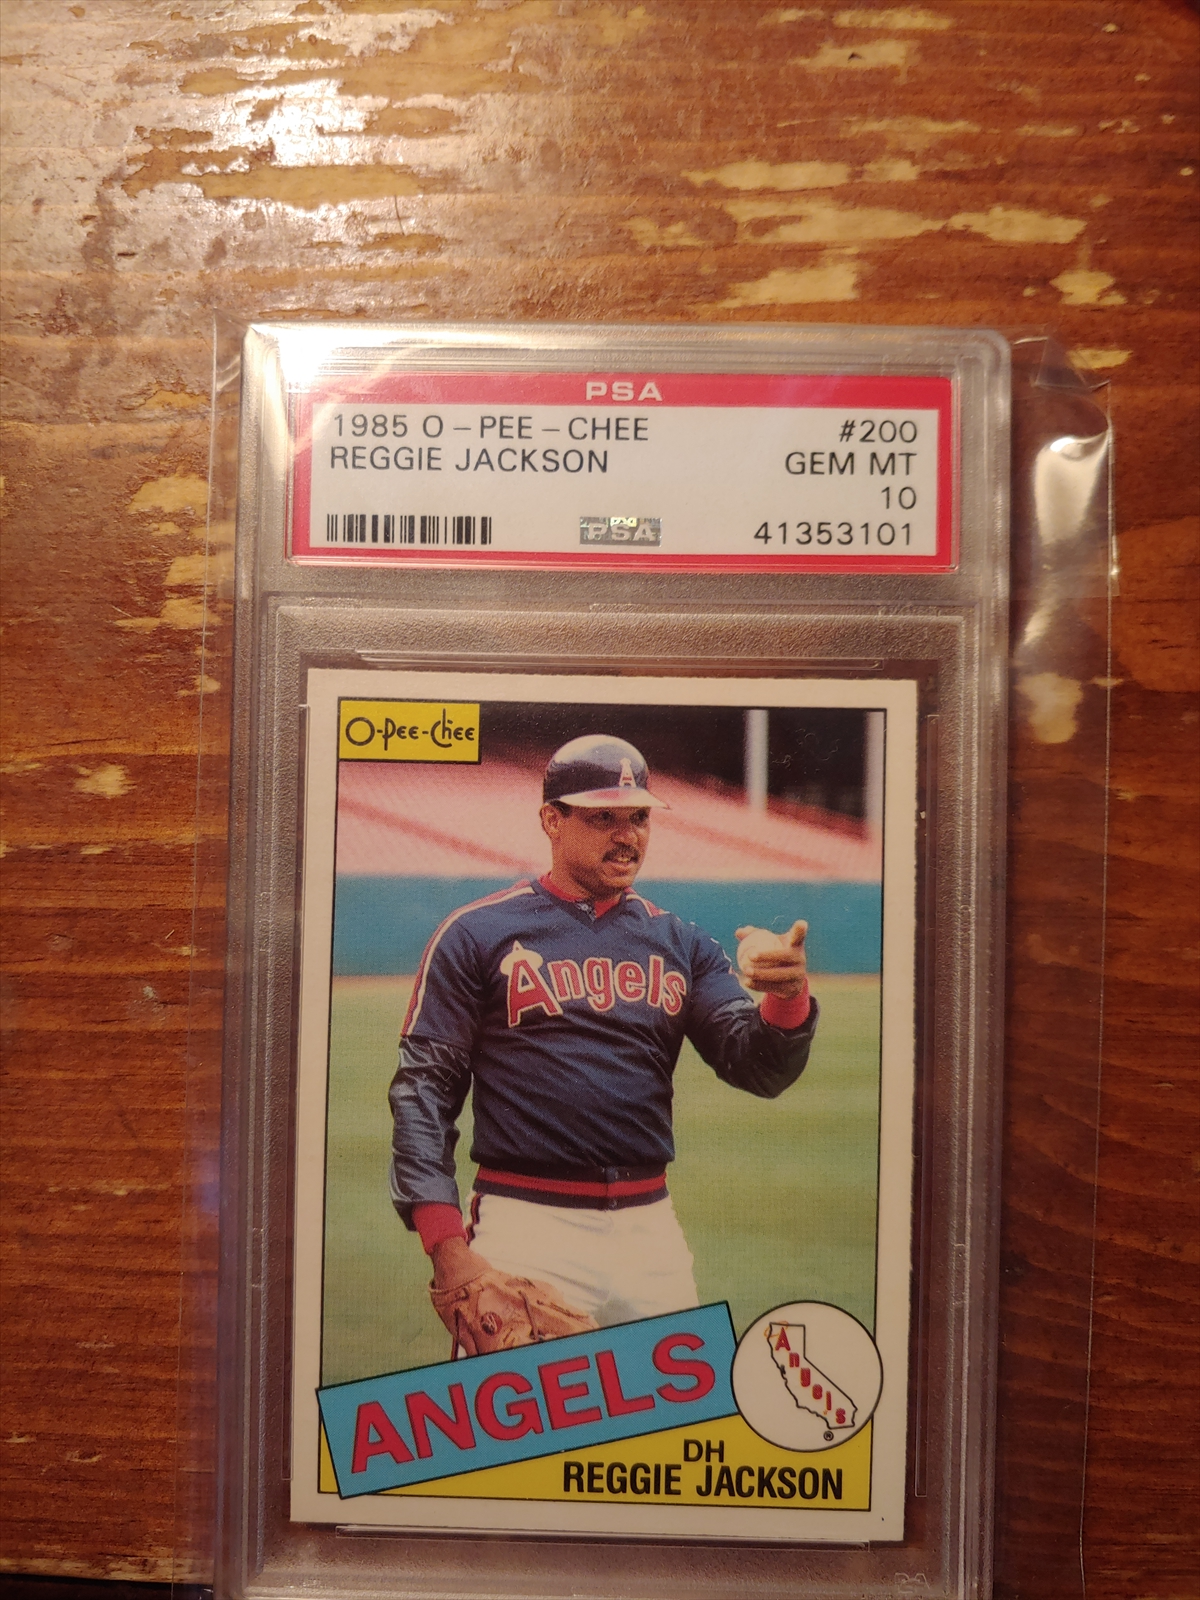 PSA
1985 O-PEE-CHEE #200
REGGIE JACKSON GEM MT
10
PSA 41353101
O-Pee-Chee
A
Angels
ANGELS
Angels
®
DH
REGGIE JACKSON